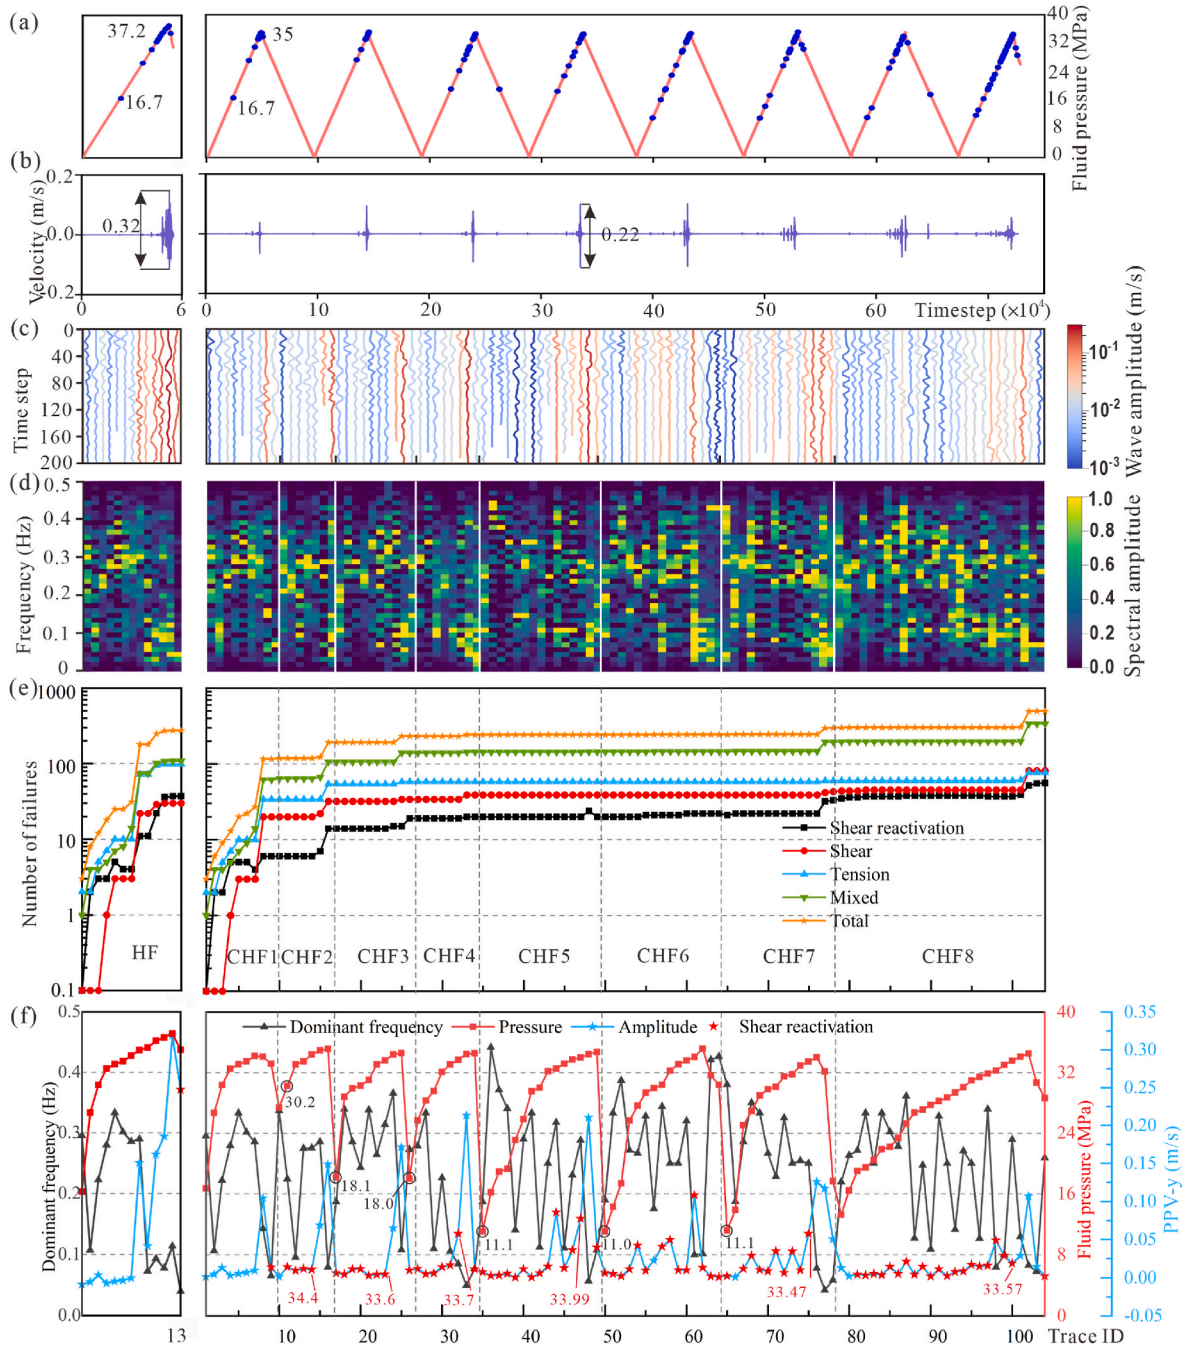 (a)
37.2
16.7
35
16.7
40
32
24
16
8
0
Fluid pressure (MPa)
(b)
0.2
0.0
-0.2
Velocity (m/s)
0.32
0.22
0
6
0
10
20
30
40
50
60
Timestep (×10⁴)
(c)
0
40
80
120
160
200
Time step
10⁻¹
10⁻²
10⁻³
Wave amplitude (m/s)
(d)
0.5
0.4
0.3
0.2
0.1
0
Frequency (Hz)
1.0
0.8
0.6
0.4
0.2
0.0
Spectral amplitude
(e)
1000
100
10
1
0.1
Number of failures
HF
CHF1
CHF2
CHF3
CHF4
CHF5
CHF6
CHF7
CHF8
Shear reactivation
Shear
Tension
Mixed
Total
(f)
0.5
0.4
0.3
0.2
0.1
0.0
Dominant frequency (Hz)
Dominant frequency
Pressure
Amplitude
Shear reactivation
30.2
18.1
18.0
11.1
11.0
11.1
34.4
33.6
33.7
33.99
33.47
33.57
40
32
24
16
8
0
Fluid pressure (MPa)
0.35
0.30
0.25
0.20
0.15
0.10
0.05
0.00
-0.05
PPV-y (m/s)
13
10
20
30
40
50
60
70
80
90
100
Trace ID